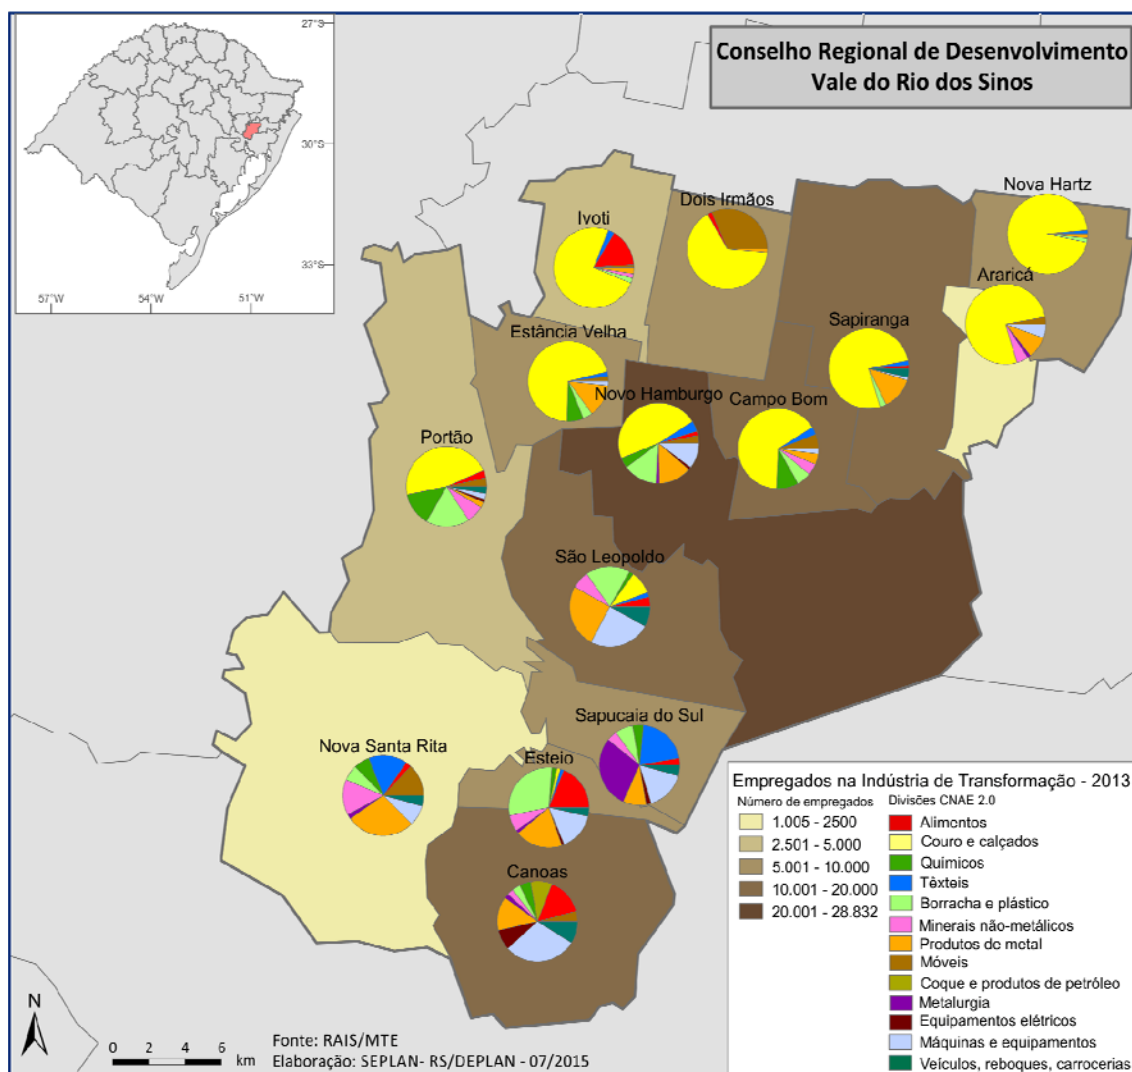 27°S
30°S
33°S
57°W
54°W
51°W
Conselho Regional de Desenvolvimento
Vale do Rio dos Sinos
Nova Hartz
Dois Irmãos
Ivoti
Araricá
Sapiranga
Estância Velha
Novo Hamburgo
Campo Bom
Portão
São Leopoldo
Sapucaia do Sul
Nova Santa Rita
Esteio
Canoas
Empregados na Indústria de Transformação - 2013
Número de empregados
1.005 - 2500
2.501 - 5.000
5.001 - 10.000
10.001 - 20.000
20.001 - 28.832
Divisões CNAE 2.0
Alimentos
Couro e calçados
Químicos
Têxteis
Borracha e plástico
Minerais não-metálicos
Produtos do metal
Móveis
Coque e produtos de petróleo
Metalurgia
Equipamentos elétricos
Máquinas e equipamentos
Veículos, reboques, carrocerias
N
0 2 4 6
km
Fonte: RAIS/MTE
Elaboração: SEPLAN- RS/DEPLAN - 07/2015